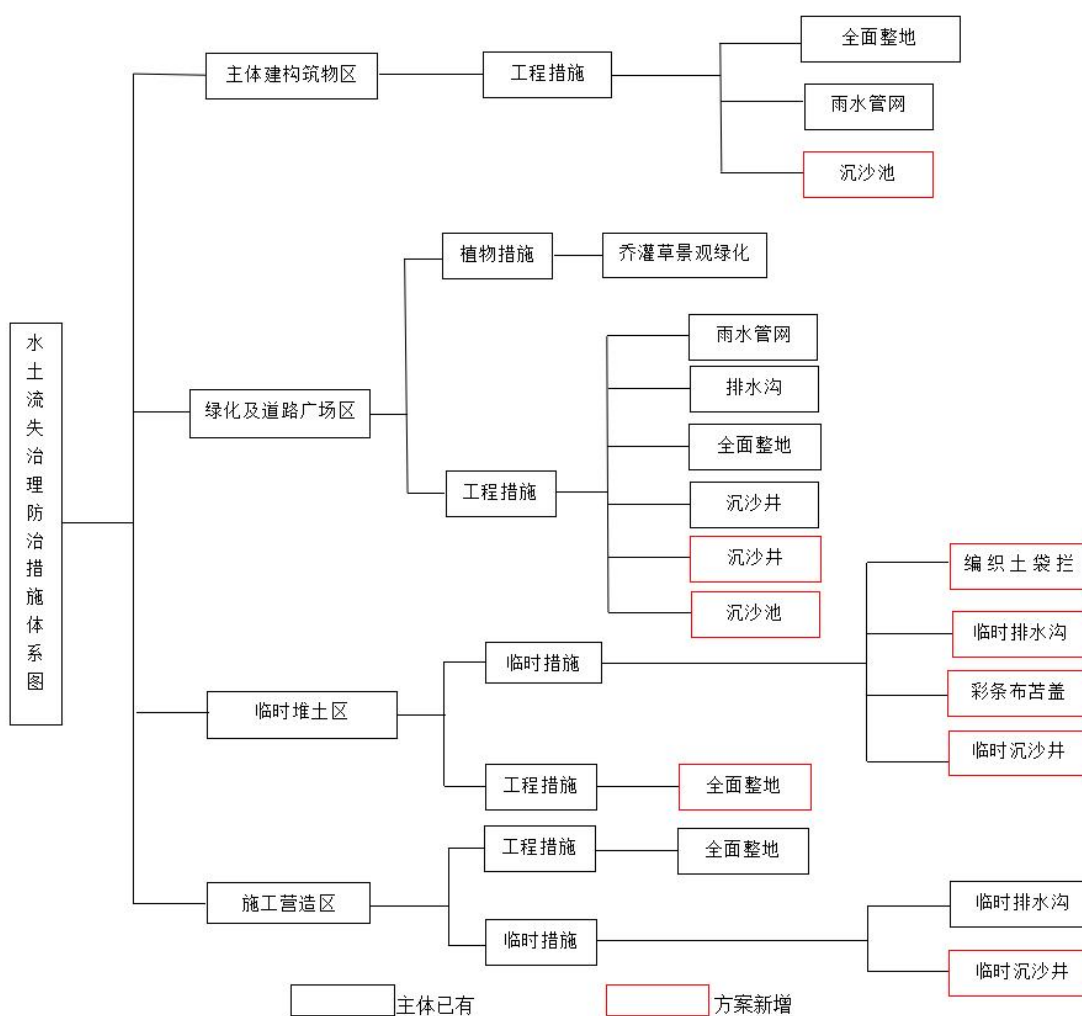 水土流失治理防治措施体系图
主体建构筑物区
工程措施
全面整地
雨水管网
沉沙池
绿化及道路广场区
植物措施
乔灌草景观绿化
工程措施
雨水管网
排水沟
全面整地
沉沙井
沉沙井
沉沙池
临时堆土区
临时措施
编织土袋拦
临时排水沟
彩条布苫盖
临时沉沙井
工程措施
全面整地
施工营造区
工程措施
全面整地
临时措施
临时排水沟
临时沉沙井
主体已有
方案新增